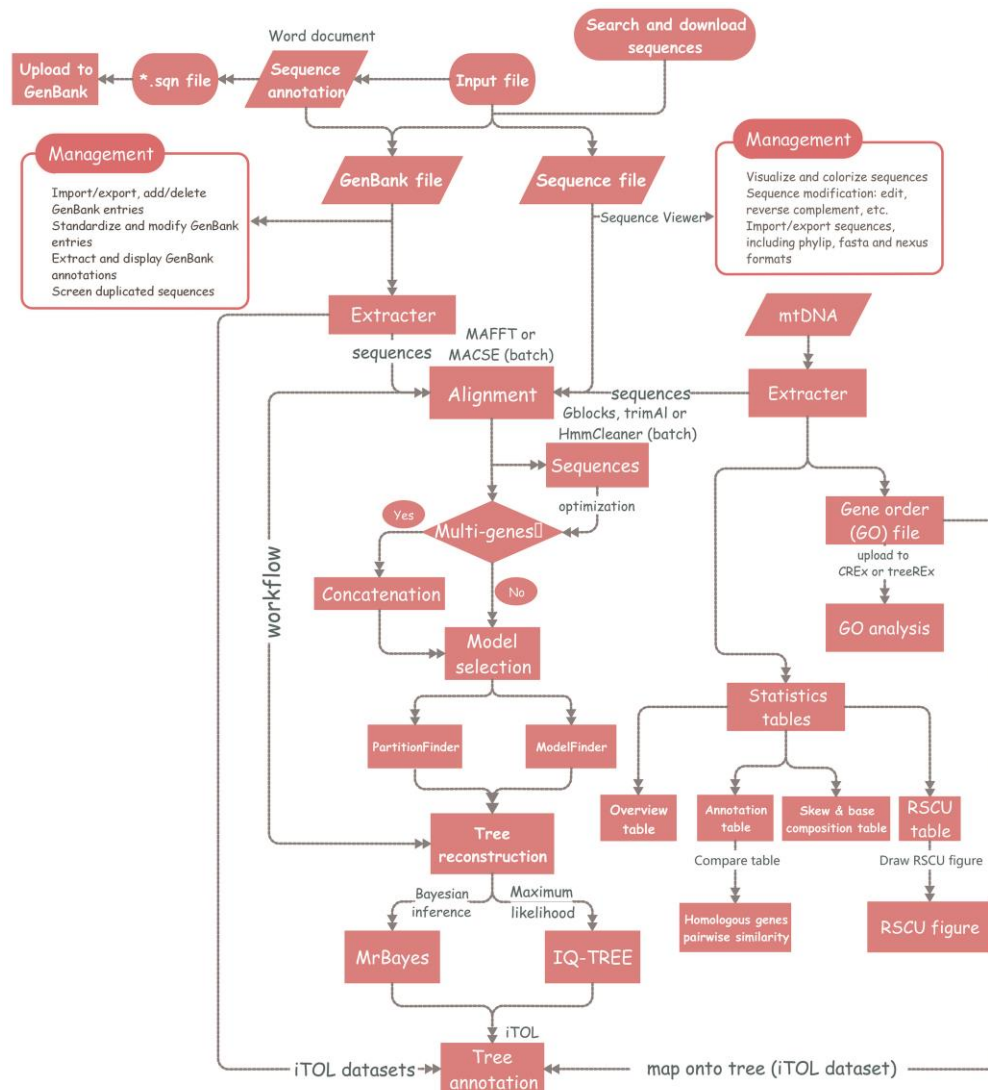 Search and download
sequences
Word document
Upload to
GenBank
*.sqn file
Sequence
annotation
Input file
Management
Import/export, add/delete
GenBank entries
Standardize and modify GenBank
entries
Extract and display GenBank
annotations
Screen duplicated sequences
GenBank file
Sequence file
Sequence Viewer
Management
Visualize and colorize sequences
Sequence modification: edit,
reverse complement, etc.
Import/export sequences,
including phylip, fasta and nexus
formats
Extracter
sequences
MAFFT or
MACSE (batch)
Alignment
sequences
mtDNA
Extracter
Gblocks, trimAl or
HmmCleaner (batch)
Sequences
optimization
Multi-genes
Yes
No
Concatenation
Model
selection
workflow
Gene order
(GO) file
upload to
CREx or treeREx
GO analysis
PartitionFinder
ModelFinder
Statistics
tables
Overview
table
Annotation
table
Skew & base
composition table
RSCU
table
Compare table
Draw RSCU figure
Homologous genes
pairwise similarity
RSCU figure
Tree
reconstruction
Bayesian
inference
Maximum
likelihood
MrBayes
IQ-TREE
iTOL
iTOL datasets
Tree
annotation
map onto tree (iTOL dataset)